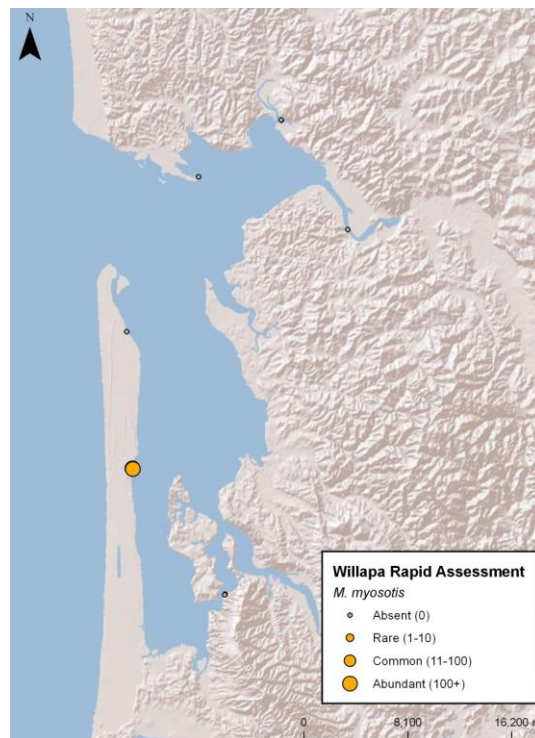 N
Willapa Rapid Assessment
M. myosotis
Absent (0)
Rare (1-10)
Common (11-100)
Abundant (100+)
0 8,100 16,200